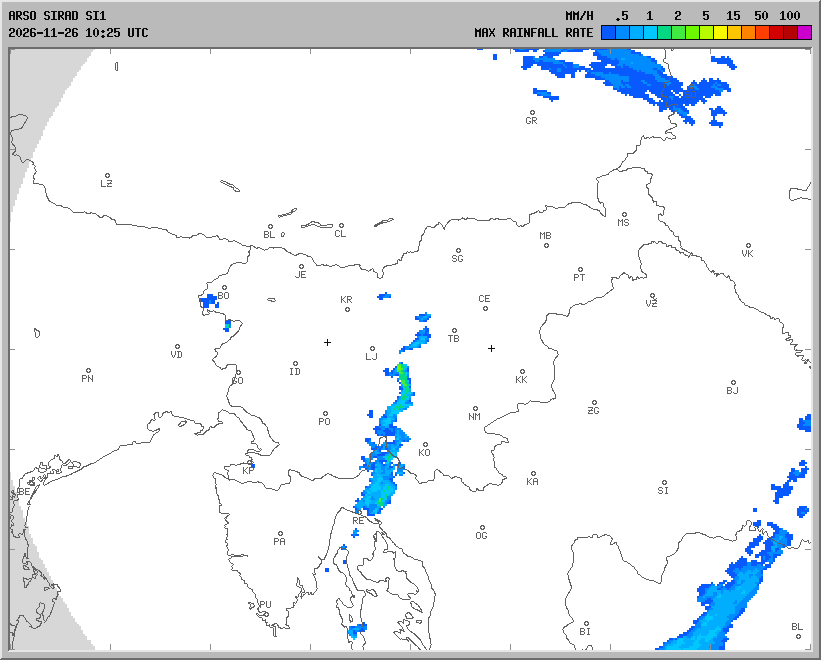 ARSO SIRAD SI1
2026-11-26 10:25 UTC
MM/H .5 1 2 5 15 50 100
MAX RAINFALL RATE
GR
LZ
MS
BL CL
MB
VK
SG
JE
PT
BO
KR CE
VZ
TB
VD LJ
ID
PN GO KK
BJ
ZG
PO NM
KO
KP
KA
BE SI
RE
PA OG
PU
BI BL